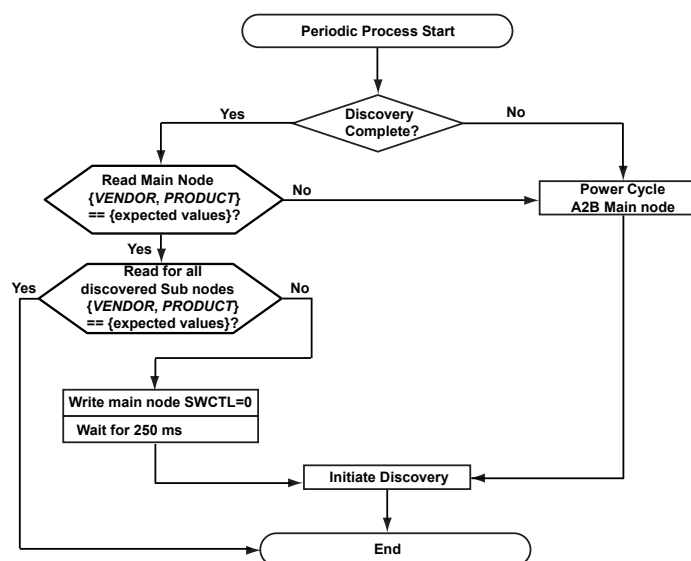 Periodic Process Start
Discovery
Complete?
Yes
No
Read Main Node
{VENDOR, PRODUCT}
== {expected values}?
No
Power Cycle
A2B Main node
Yes
Read for all
discovered Sub nodes
{VENDOR, PRODUCT}
== {expected values}?
Yes
No
Write main node SWCTL=0
Wait for 250 ms
Initiate Discovery
End